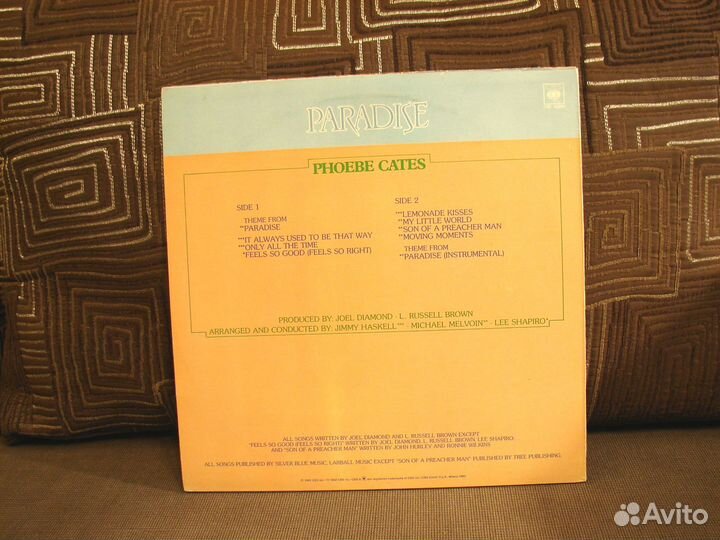 PARADISE
CBS
PHOEBE CATES
SIDE 1
THEME FROM
**PARADISE
***IT ALWAYS USED TO BE THAT WAY
***ONLY ALL THE TIME
*FEELS SO GOOD (FEELS SO RIGHT)
SIDE 2
***LEMONADE KISSES
**MY LITTLE WORLD
**SON OF A PREACHER MAN
**MOVING MOMENTS
THEME FROM
**PARADISE (INSTRUMENTAL)
PRODUCED BY: JOEL DIAMOND - L. RUSSELL BROWN
ARRANGED AND CONDUCTED BY: JIMMY HASKELL*** - MICHAEL MELVOIN** - LEE SHAPIRO*
ALL SONGS WRITTEN BY JOEL DIAMOND AND L. RUSSELL BROWN EXCEPT
"FEELS SO GOOD (FEELS SO RIGHT)" WRITTEN BY JOEL DIAMOND, L. RUSSELL BROWN, LEE SHAPIRO;
AND "SON OF A PREACHER MAN" WRITTEN BY JOHN HURLEY AND RONNIE WILKINS
ALL SONGS PUBLISHED BY SILVER BLUE MUSIC, LARBALL MUSIC EXCEPT "SON OF A PREACHER MAN" PUBLISHED BY TREE PUBLISHING.
Avito